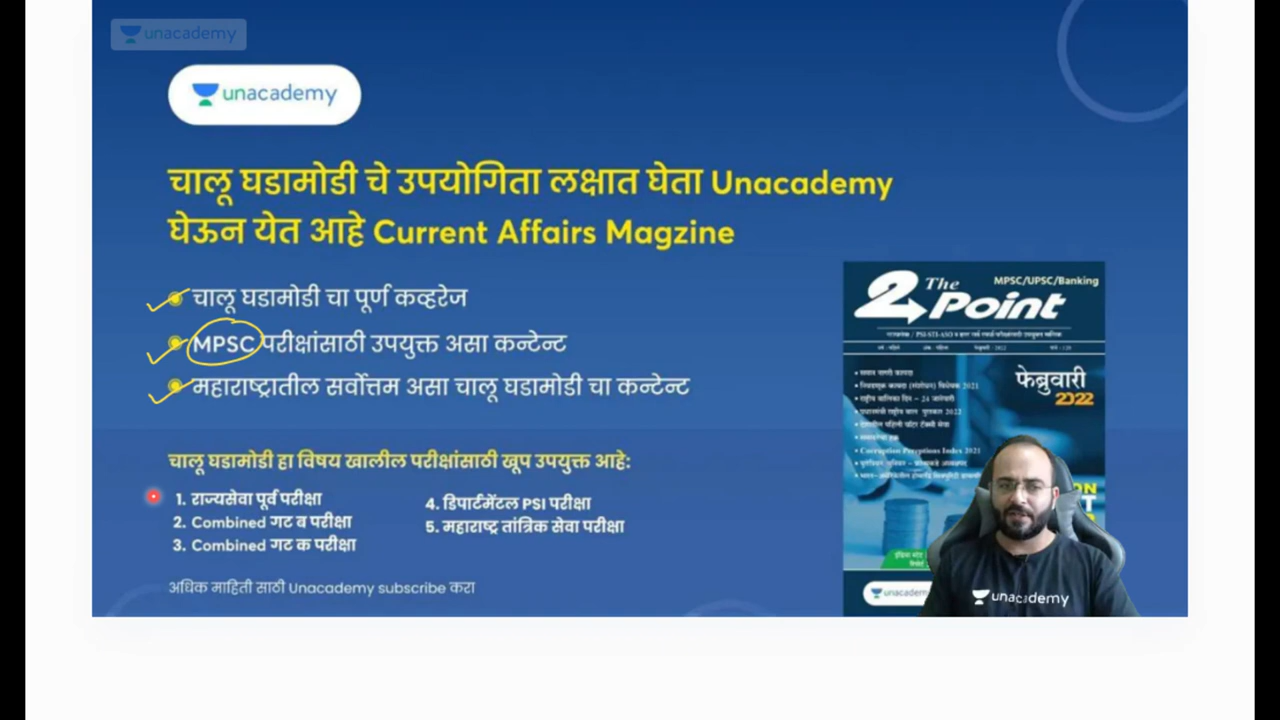 unacademy
unacademy
चालू घडामोडी चे उपयोगिता लक्षात घेता Unacademy
घेऊन येत आहे Current Affairs Magzine
चालू घडामोडी चा पूर्ण कव्हरेज
MPSC परीक्षांसाठी उपयुक्त असा कन्टेन्ट
महाराष्ट्रातील सर्वोत्तम असा चालू घडामोडी चा कन्टेन्ट
चालू घडामोडी हा विषय खालील परीक्षांसाठी खूप उपयुक्त आहे:
1. राज्यसेवा पूर्व परीक्षा
2. Combined गट ब परीक्षा
3. Combined गट क परीक्षा
4. डिपार्टमेंटल PSI परीक्षा
5. महाराष्ट्र तांत्रिक सेवा परीक्षा
अधिक माहिती साठी Unacademy subscribe करा
MPSC/UPSC/Banking
2 The Point
फेब्रुवारी
2022
• राष्ट्रीय बालिका दिन - 24 जानेवारी
• Corruption Perceptions Index 2021
unacademy
unacademy